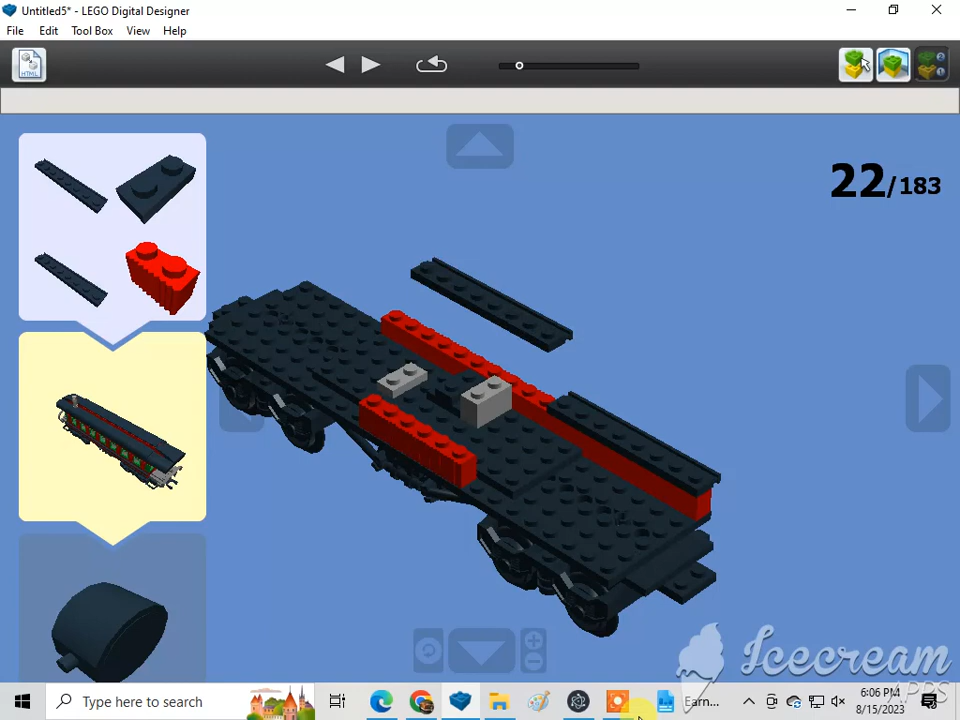 Untitled5* - LEGO Digital Designer
File Edit Tool Box View Help
HTML
22/183
Icecream
APPS
Type here to search
Earn...
6:06 PM
8/15/2023